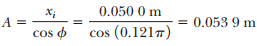 A = x_i / cos ϕ = 0.050 0 m / cos (0.121π) = 0.053 9 m